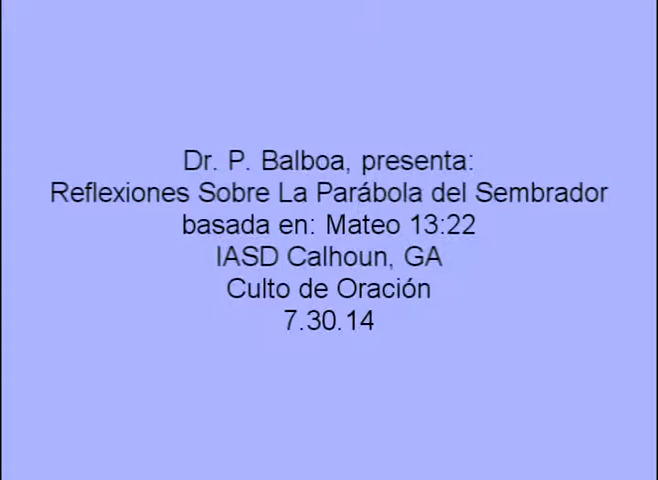 Dr. P. Balboa, presenta:
Reflexiones Sobre La Parábola del Sembrador
basada en: Mateo 13:22
IASD Calhoun, GA
Culto de Oración
7.30.14